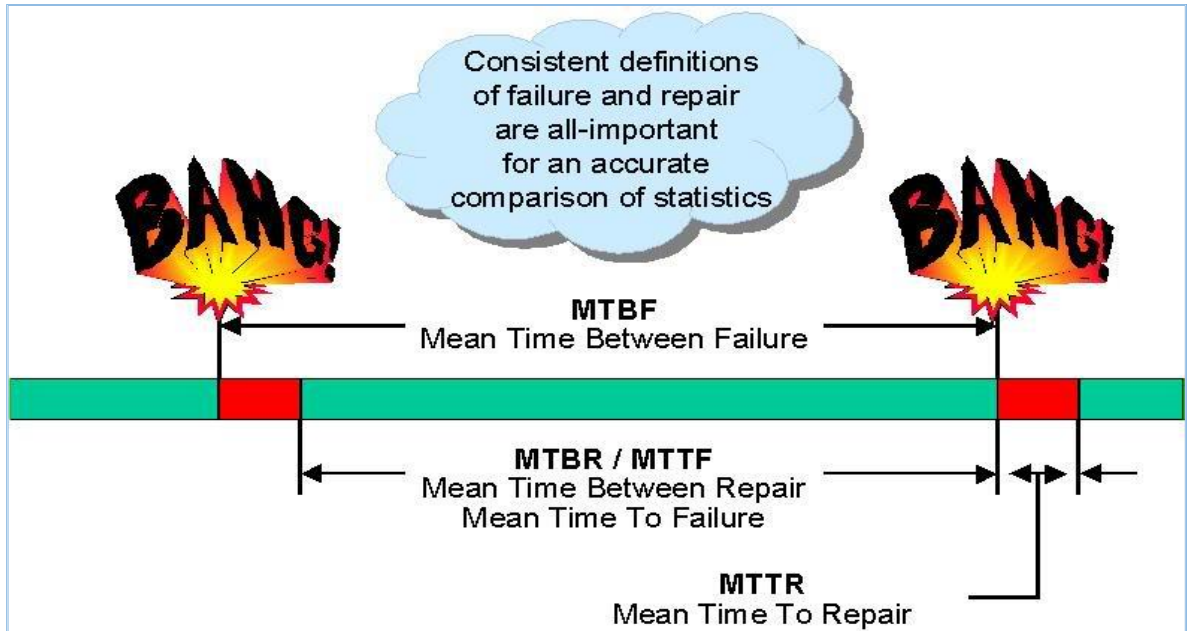 Consistent definitions
of failure and repair
are all-important
for an accurate
comparison of statistics
BANG!
BANG!
MTBF
Mean Time Between Failure
MTBR / MTTF
Mean Time Between Repair
Mean Time To Failure
MTTR
Mean Time To Repair